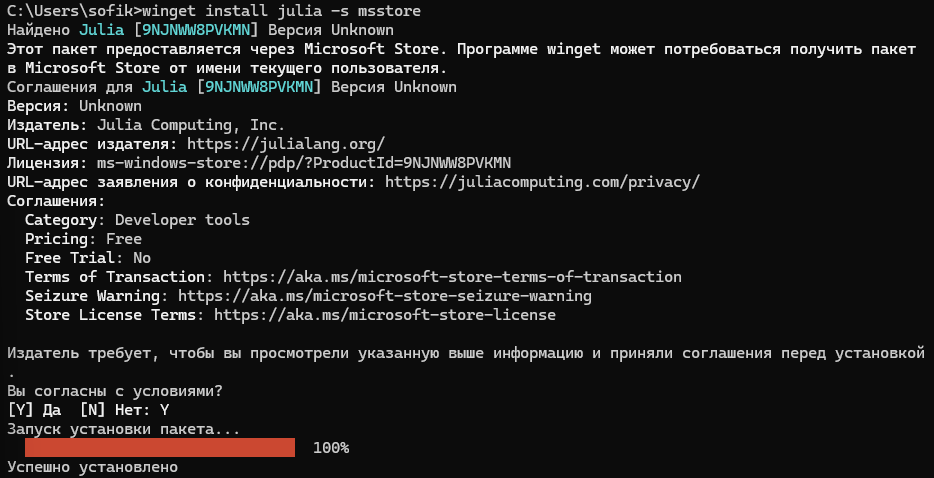 C:\Users\sofik>winget install julia -s msstore
Найдено Julia [9NJNWW8PVKMN] Версия Unknown
Этот пакет предоставляется через Microsoft Store. Программе winget может потребоваться получить пакет
в Microsoft Store от имени текущего пользователя.
Соглашения для Julia [9NJNWW8PVKMN] Версия Unknown
Версия: Unknown
Издатель: Julia Computing, Inc.
URL-адрес издателя: https://julialang.org/
Лицензия: ms-windows-store://pdp/?ProductId=9NJNWW8PVKMN
URL-адрес заявления о конфиденциальности: https://juliacomputing.com/privacy/
Соглашения:
  Category: Developer tools
  Pricing: Free
  Free Trial: No
  Terms of Transaction: https://aka.ms/microsoft-store-terms-of-transaction
  Seizure Warning: https://aka.ms/microsoft-store-seizure-warning
  Store License Terms: https://aka.ms/microsoft-store-license
Издатель требует, чтобы вы просмотрели указанную выше информацию и приняли соглашения перед установкой
.
Вы согласны с условиями?
[Y] Да  [N] Нет: Y
Запуск установки пакета...
100%
Успешно установлено